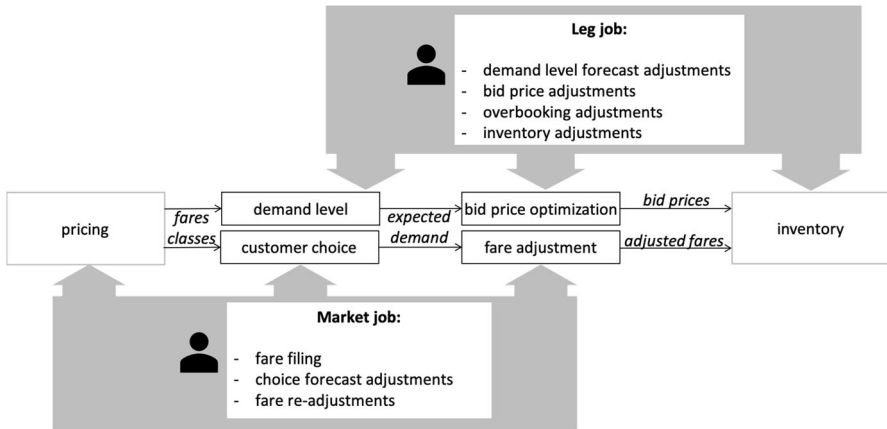 Leg job:
- demand level forecast adjustments
- bid price adjustments
- overbooking adjustments
- inventory adjustments
pricing
fares
classes
demand level
customer choice
expected
demand
bid price optimization
fare adjustment
bid prices
adjusted fares
inventory
Market job:
- fare filing
- choice forecast adjustments
- fare re-adjustments